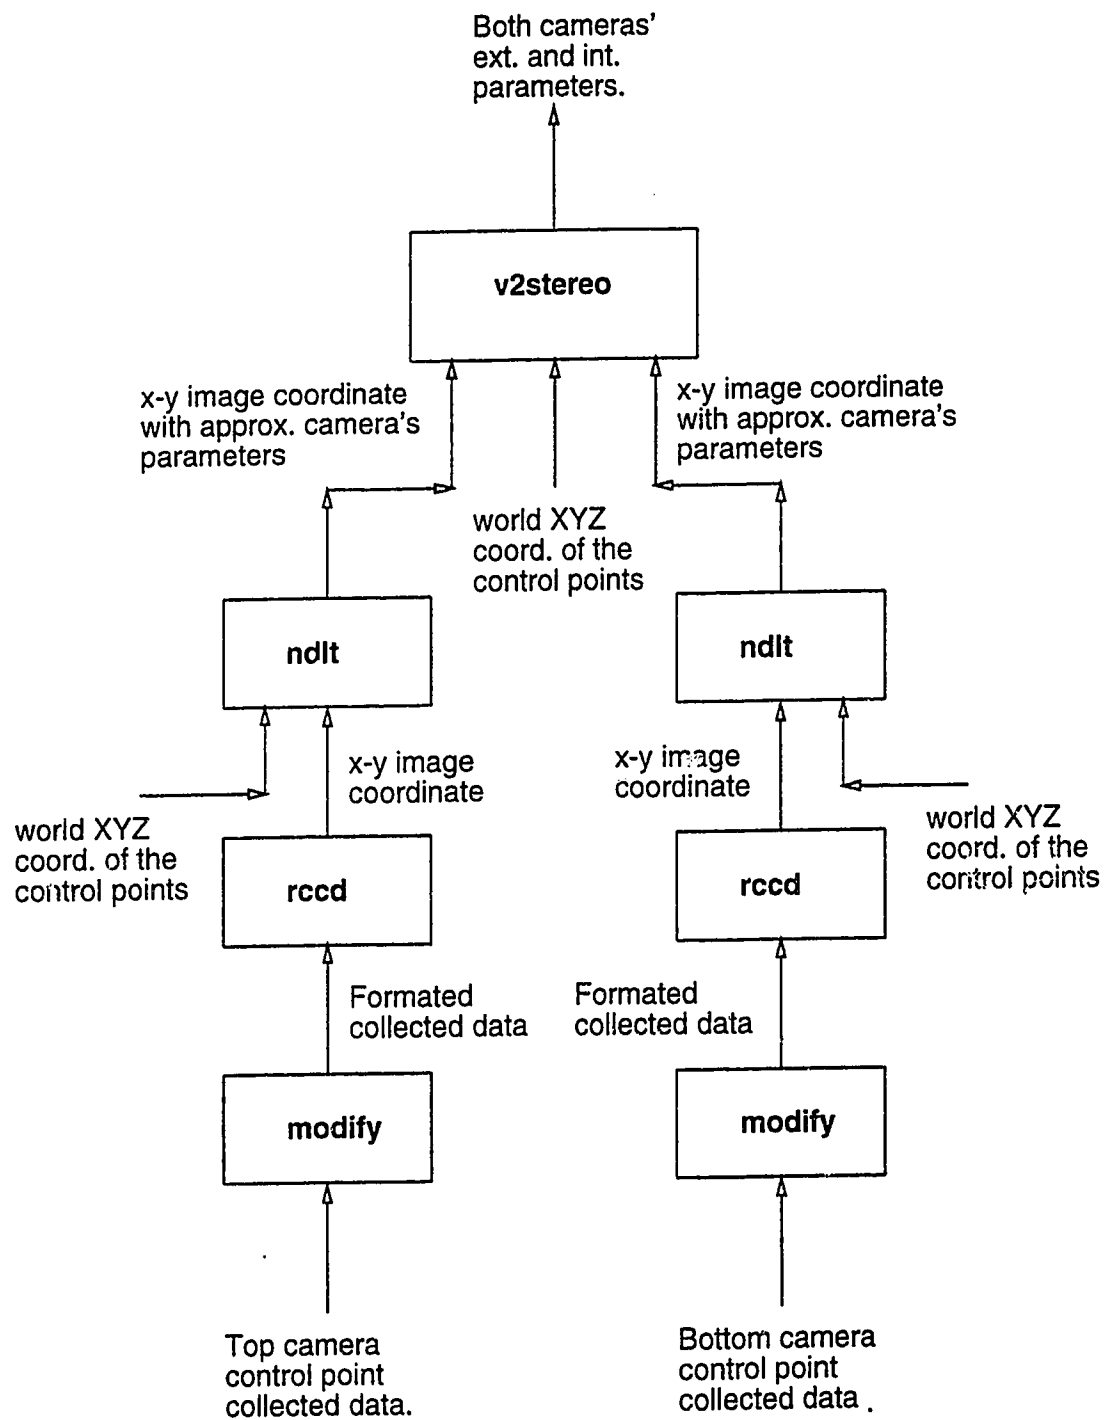 Both cameras'
ext. and int.
parameters.
v2stereo
x-y image coordinate
with approx. camera's
parameters
x-y image coordinate
with approx. camera's
parameters
world XYZ
coord. of the
control points
ndlt
ndlt
x-y image
coordinate
x-y image
coordinate
world XYZ
coord. of the
control points
world XYZ
coord. of the
control points
rccd
rccd
Formated
collected data
Formated
collected data
modify
modify
Top camera
control point
collected data.
Bottom camera
control point
collected data.